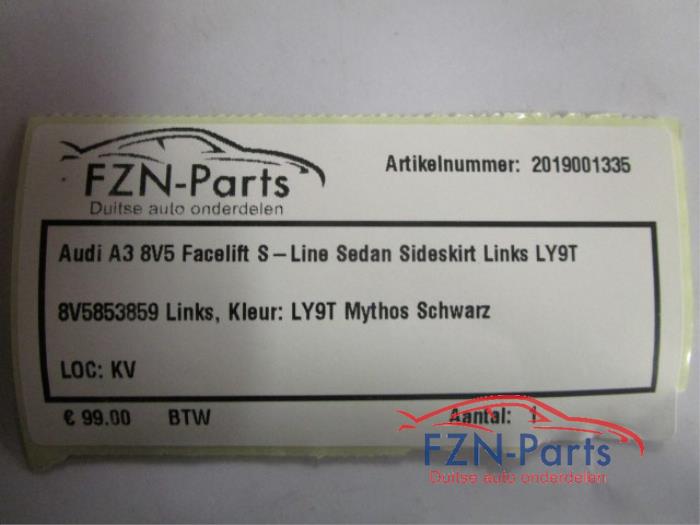 FZN-Parts
Duitse auto onderdelen
Artikelnummer: 2019001335
Audi A3 8V5 Facelift S-Line Sedan Sideskirt Links LY9T
8V5853859 Links, Kleur: LY9T Mythos Schwarz
LOC: KV
€ 99.00 BTW Aantal: 1
FZN-Parts
Duitse auto onderdelen